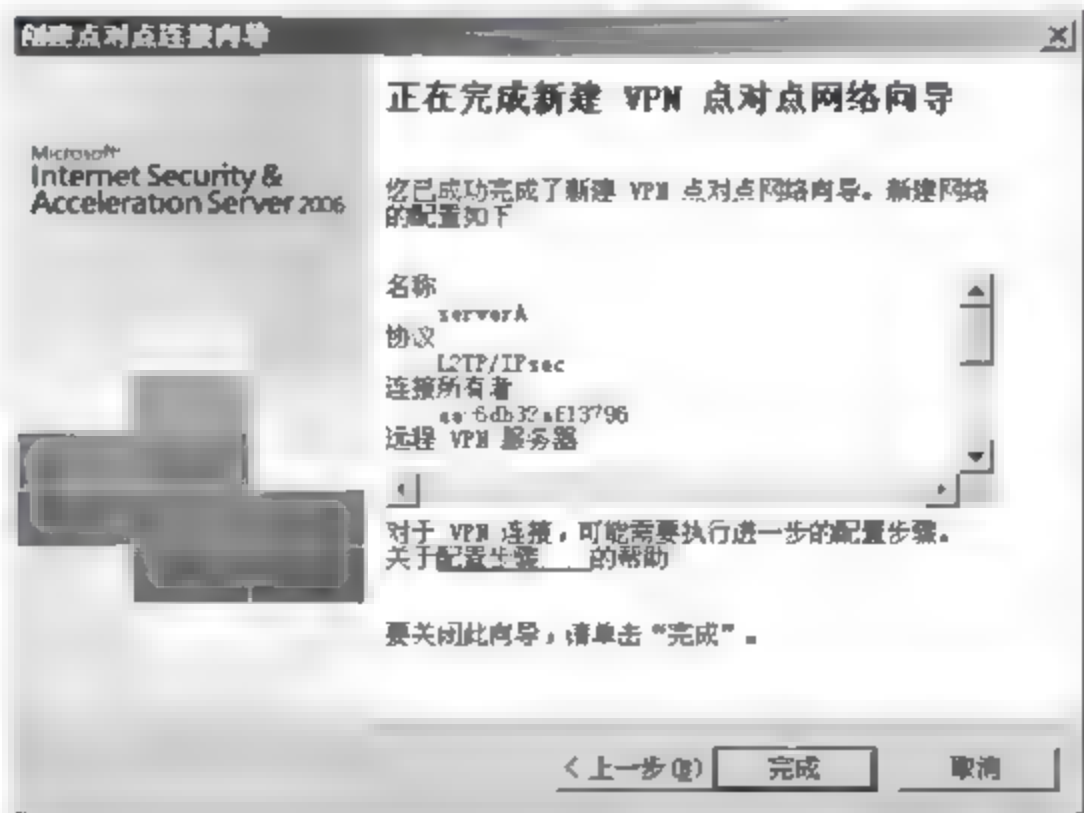 创建点对点连接向导
Microsoft
Internet Security &
Acceleration Server 2006
正在完成新建 VPN 点对点网络向导
您已成功完成了新建 VPN 点对点网络向导。新建网络
的配置如下
名称
serverA
协议
L2TP/IPsec
连接所有者
远程 VPN 服务器
对于 VPN 连接，可能需要执行进一步的配置步骤。
关于配置步骤 的帮助
要关闭此向导，请单击“完成”。
< 上一步(B)
完成
取消